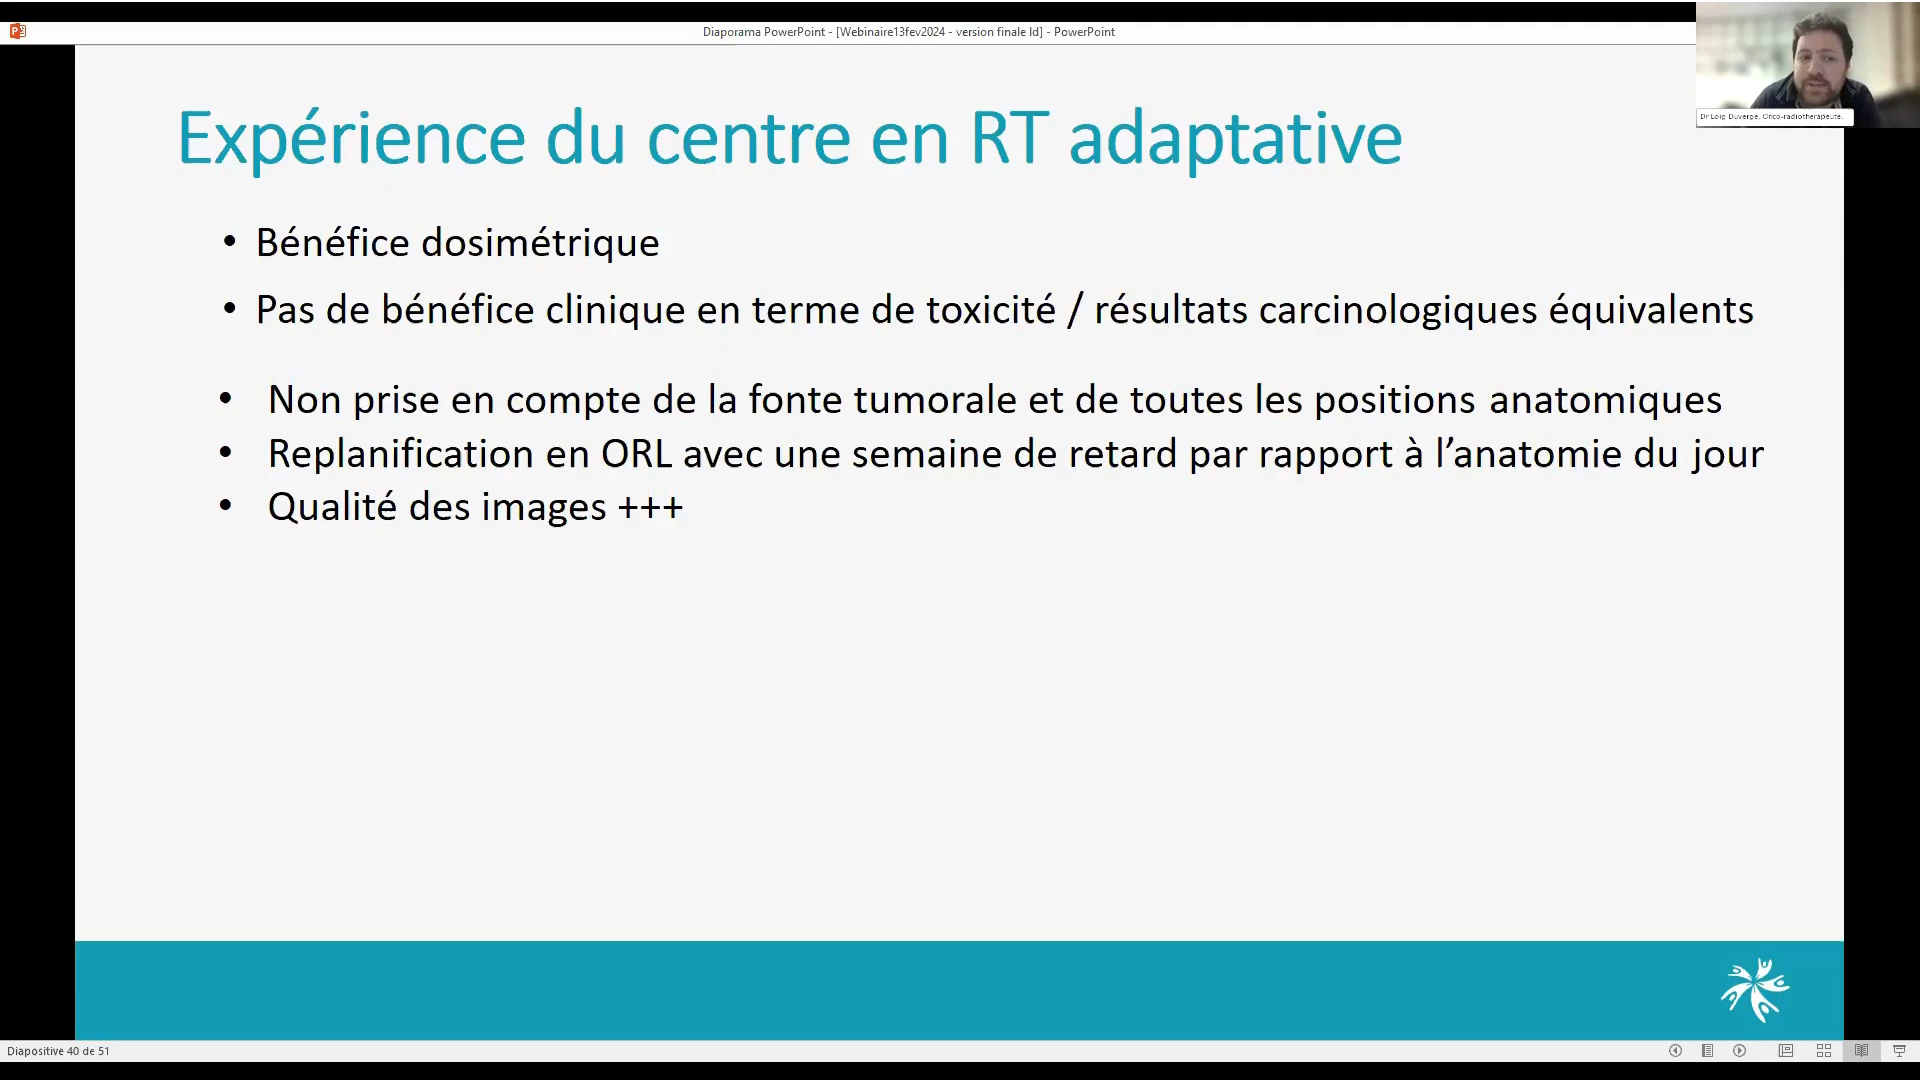 Diaporama PowerPoint - [Webinaire13fev2024 - version finale ld] - PowerPoint
Dr Loig Duverge, Onco-radiotherapeute.
Expérience du centre en RT adaptative
• Bénéfice dosimétrique
• Pas de bénéfice clinique en terme de toxicité / résultats carcinologiques équivalents
• Non prise en compte de la fonte tumorale et de toutes les positions anatomiques
• Replanification en ORL avec une semaine de retard par rapport à l’anatomie du jour
• Qualité des images +++
Diapositive 40 de 51